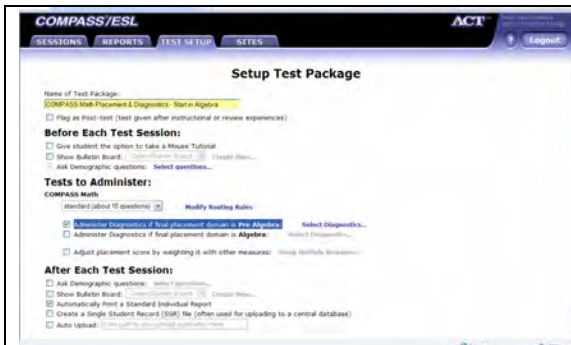 COMPASS/ESL
ACT
SESSIONS REPORTS TEST SETUP SITES
? Logout
Setup Test Package
Name of Test Package:
COMPASS Math Placement & Diagnostics - Start in Algebra
Flag as Post-test (test given after instructional or review experiences)
Before Each Test Session:
Give student the option to take a Mouse Tutorial
Show Bulletin Board: Create New...
Ask Demographic questions: Select questions...
Tests to Administer:
COMPASS Math
standard (about 10 questions) Modify Routing Rules
Administer Diagnostics if final placement domain is Pre Algebra: Select Diagnostics...
Administer Diagnostics if final placement domain is Algebra: Select Diagnostics...
Adjust placement score by weighting it with other measures:
After Each Test Session:
Ask Demographic questions: Select questions...
Show Bulletin Board: Create New...
Automatically Print a Standard Individual Report
Create a Single Student Record (SSR) file (often used for uploading to a central database)
Auto Upload: